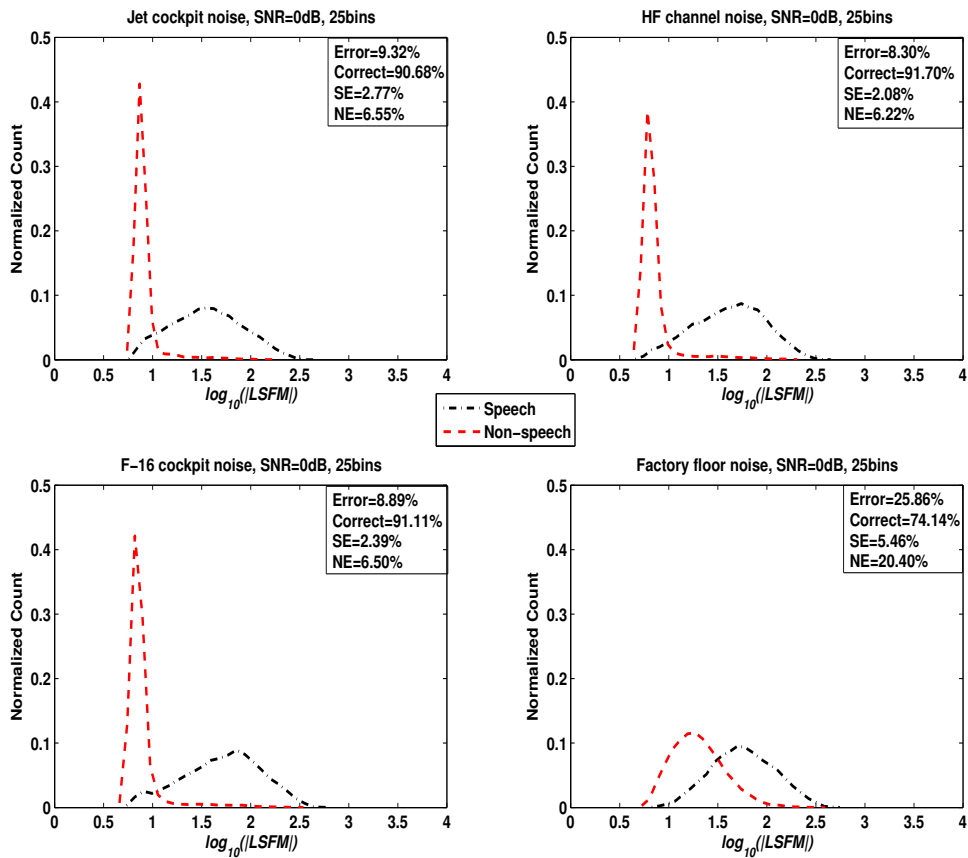 Jet cockpit noise, SNR=0dB, 25bins
Error=9.32%
Correct=90.68%
SE=2.77%
NE=6.55%
Normalized Count
0.5
0.4
0.3
0.2
0.1
0
0 0.5 1 1.5 2 2.5 3 3.5 4
log10(|LSFM|)
HF channel noise, SNR=0dB, 25bins
Error=8.30%
Correct=91.70%
SE=2.08%
NE=6.22%
Normalized Count
0.5
0.4
0.3
0.2
0.1
0
0 0.5 1 1.5 2 2.5 3 3.5 4
log10(|LSFM|)
Speech
Non-speech
F-16 cockpit noise, SNR=0dB, 25bins
Error=8.89%
Correct=91.11%
SE=2.39%
NE=6.50%
Normalized Count
0.5
0.4
0.3
0.2
0.1
0
0 0.5 1 1.5 2 2.5 3 3.5 4
log10(|LSFM|)
Factory floor noise, SNR=0dB, 25bins
Error=25.86%
Correct=74.14%
SE=5.46%
NE=20.40%
Normalized Count
0.5
0.4
0.3
0.2
0.1
0
0 0.5 1 1.5 2 2.5 3 3.5 4
log10(|LSFM|)